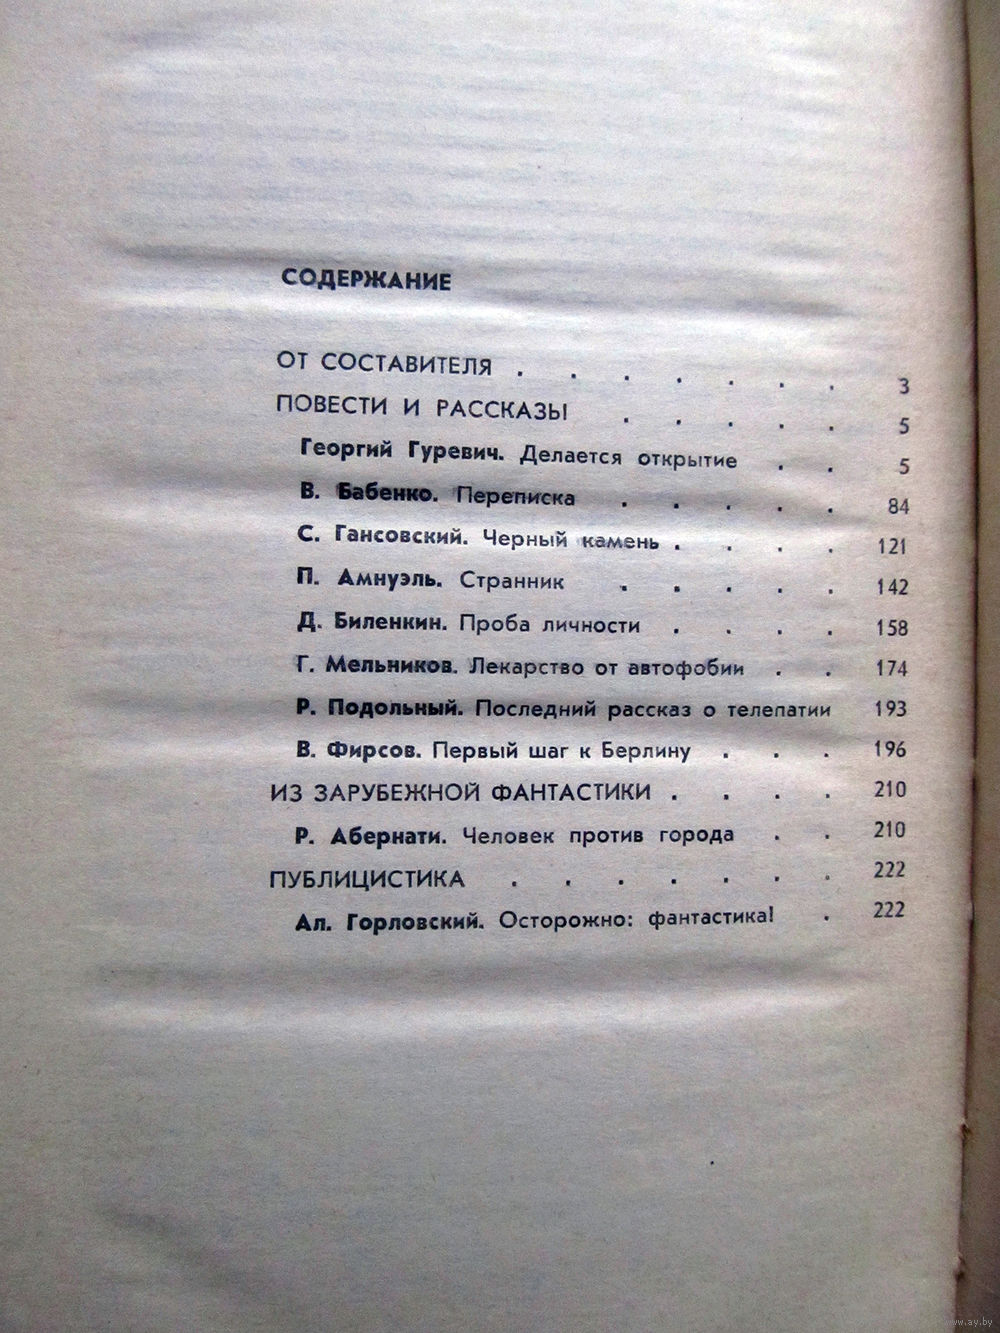 СОДЕРЖАНИЕ
ОТ СОСТАВИТЕЛЯ . . . . . . . 3
ПОВЕСТИ И РАССКАЗЫ . . . . . 5
Георгий Гуревич. Делается открытие . . 5
В. Бабенко. Переписка . . . . . 84
С. Гансовский. Черный камень . . . . 121
П. Амнуэль. Странник . . . . . 142
Д. Биленкин. Проба личности . . . . 158
Г. Мельников. Лекарство от автофобии . . 174
Р. Подольный. Последний рассказ о телепатии 193
В. Фирсов. Первый шаг к Берлину . . . 196
ИЗ ЗАРУБЕЖНОЙ ФАНТАСТИКИ . . . . 210
Р. Абернати. Человек против города . . 210
ПУБЛИЦИСТИКА . . . . . . . 222
Ал. Горловский. Осторожно: фантастика! . 222
www.ay.by